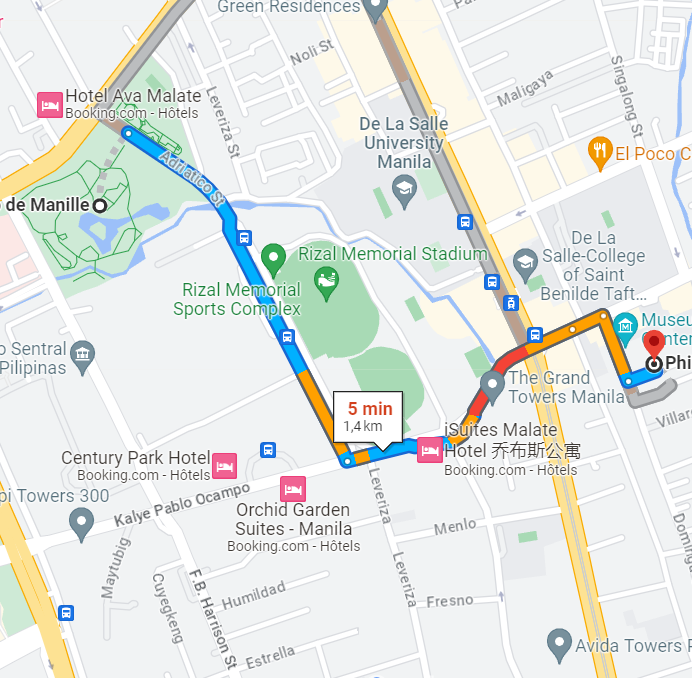 Green Residences
Noli St
Maligaya
Singalong St
Hotel Ava Malate
Booking.com - Hôtels
Leveriza St
De La Salle
University
Manila
El Poco C
Adriatico St
de Manille
Rizal Memorial Stadium
Rizal Memorial
Sports Complex
De La
Salle-College
of Saint
Benilde Taft...
Museu
Phi
o Sentral
Pilipinas
The Grand
Towers Manila
5 min
1,4 km
Villar
iSuites Malate
Hotel 乔布斯公寓
Booking.com - Hôtels
Century Park Hotel
Booking.com - Hôtels
Towers 300
Kalye Pablo Ocampo
Orchid Garden
Suites - Manila
Booking.com - Hôtels
Leveriza
Menlo
Maytubig
Cuyegkeng
F.B. Harrison St
Humildad
Leveriza
Fresno
Estrella
Doming
Avida Towers P